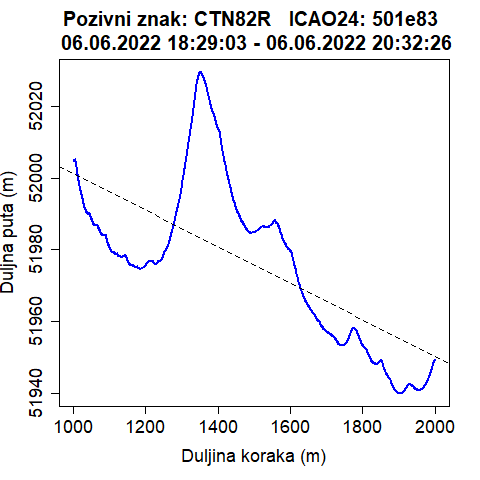 Pozivni znak: CTN82R ICAO24: 501e83
06.06.2022 18:29:03 - 06.06.2022 20:32:26
Duljna puta (m)
52020
52000
51980
51960
51940
1000 1200 1400 1600 1800 2000
Duljina koraka (m)